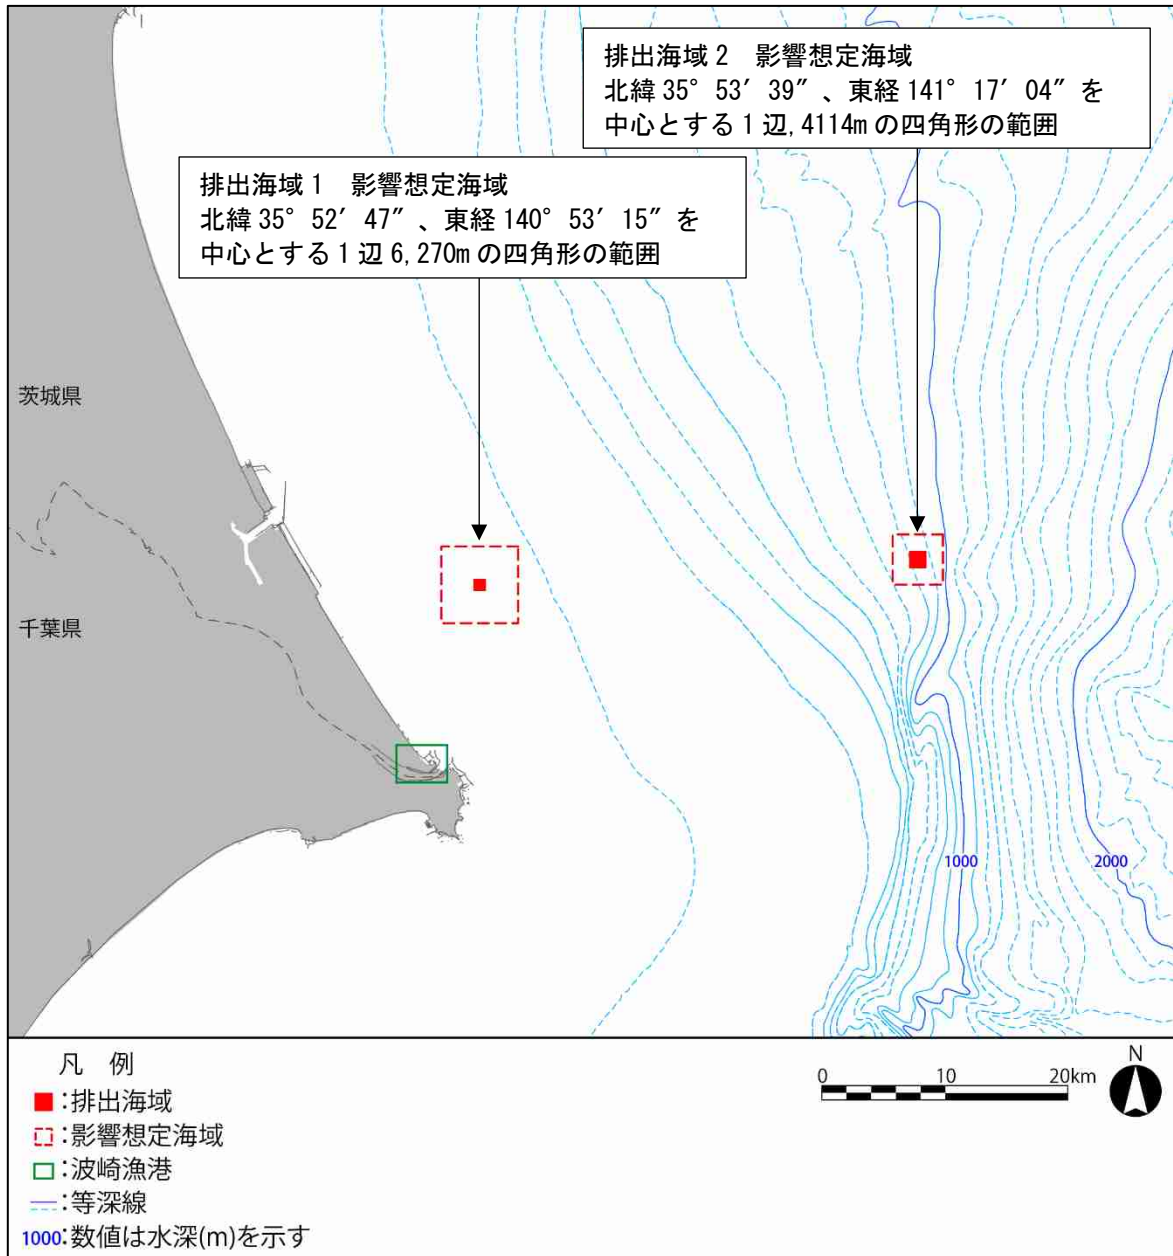 排出海域 2　影響想定海域
北緯 35° 53′ 39″ 、東経 141° 17′ 04″ を
中心とする 1 辺,4114m の四角形の範囲
排出海域 1　影響想定海域
北緯 35° 52′ 47″ 、東経 140° 53′ 15″ を
中心とする 1 辺 6,270m の四角形の範囲
茨城県
千葉県
1000
2000
凡　例
:排出海域
:影響想定海域
:波崎漁港
:等深線
1000:数値は水深(m)を示す
0 10 20km
N